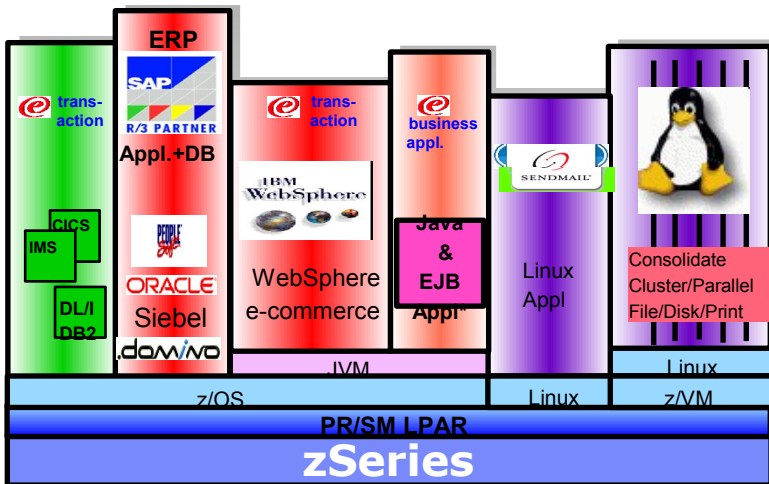 e trans-
action
CICS
IMS
DL/I
DB2
ERP
SAP
R/3 PARTNER
Appl.+DB
PEOPLE
Soft
ORACLE
Siebel
.domino
e trans-
action
IBM
WebSphere
WebSphere
e-commerce
e business
appl.
Java
&
EJB
Appl"
JVM
SENDMAIL
Linux
Appl
Consolidate
Cluster/Parallel
File/Disk/Print
Linux
z/OS
Linux
z/VM
PR/SM LPAR
zSeries